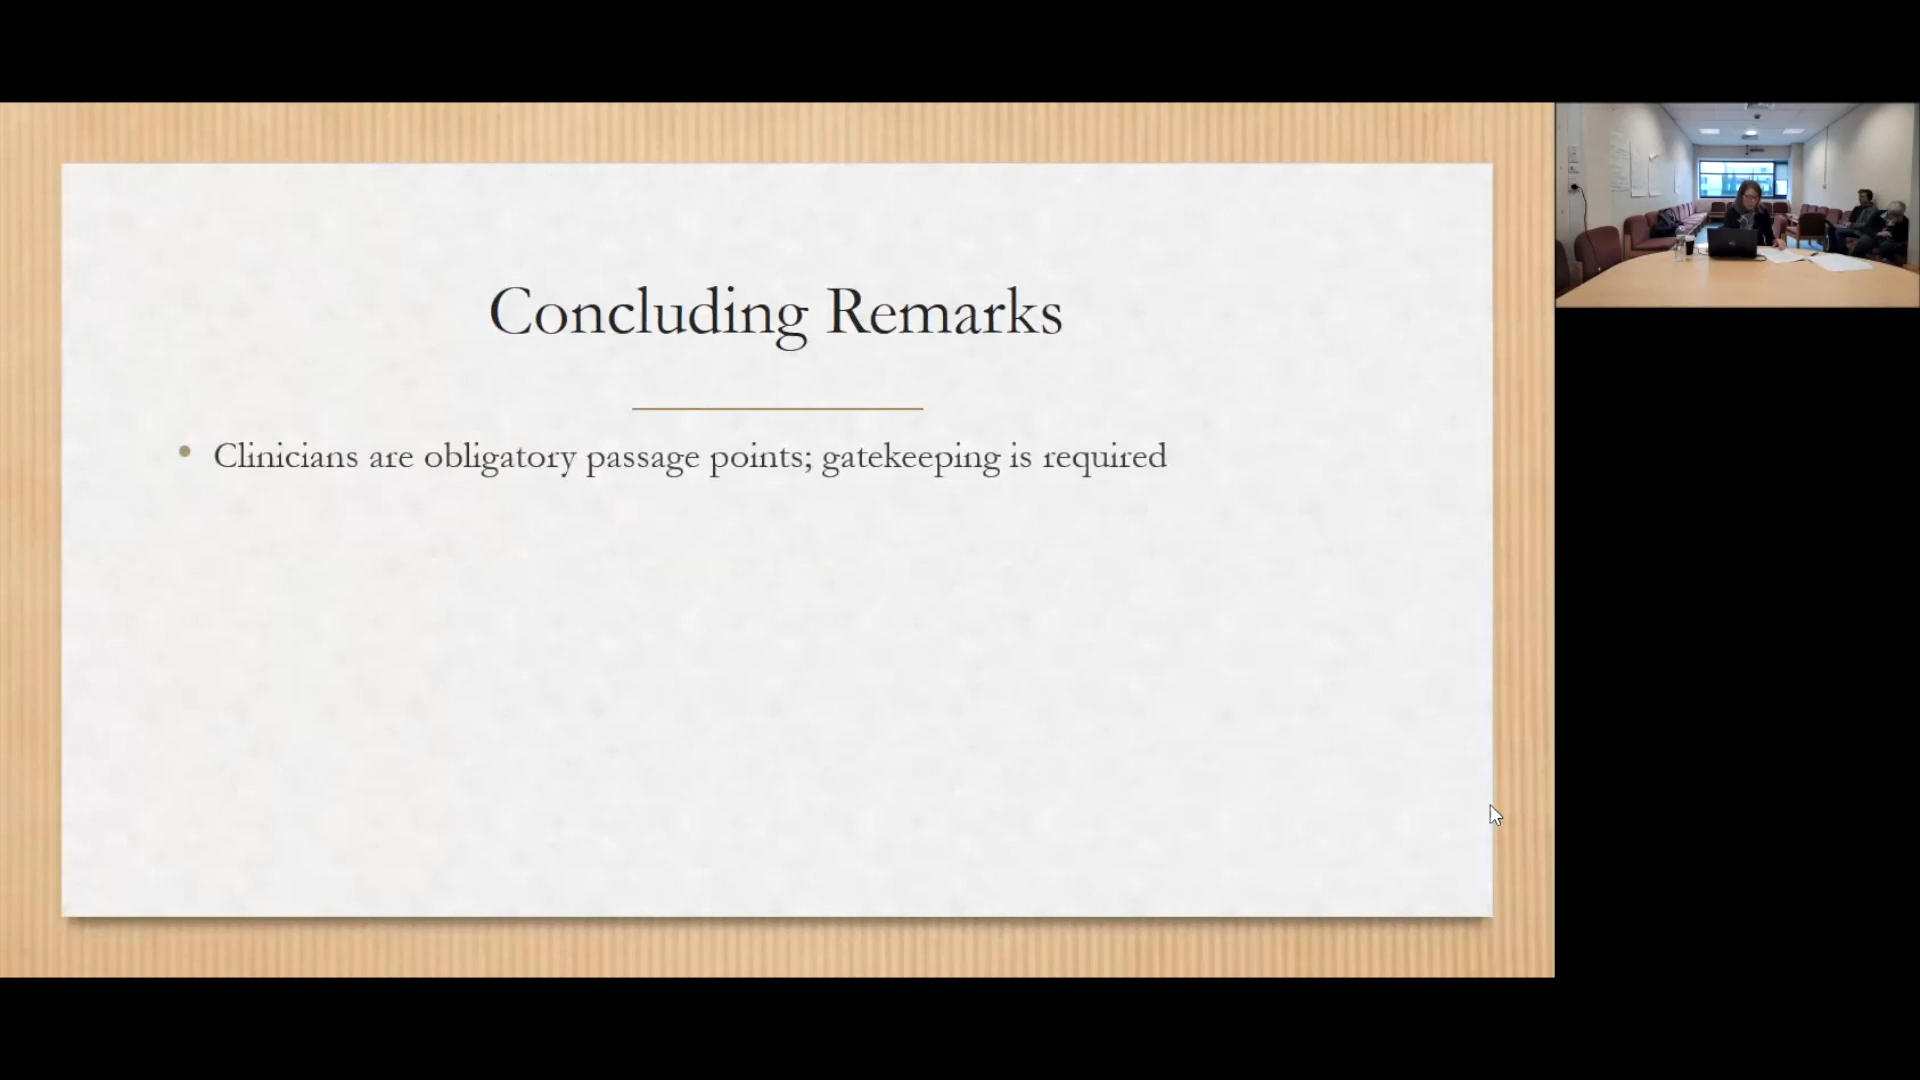 Concluding Remarks
Clinicians are obligatory passage points; gatekeeping is required